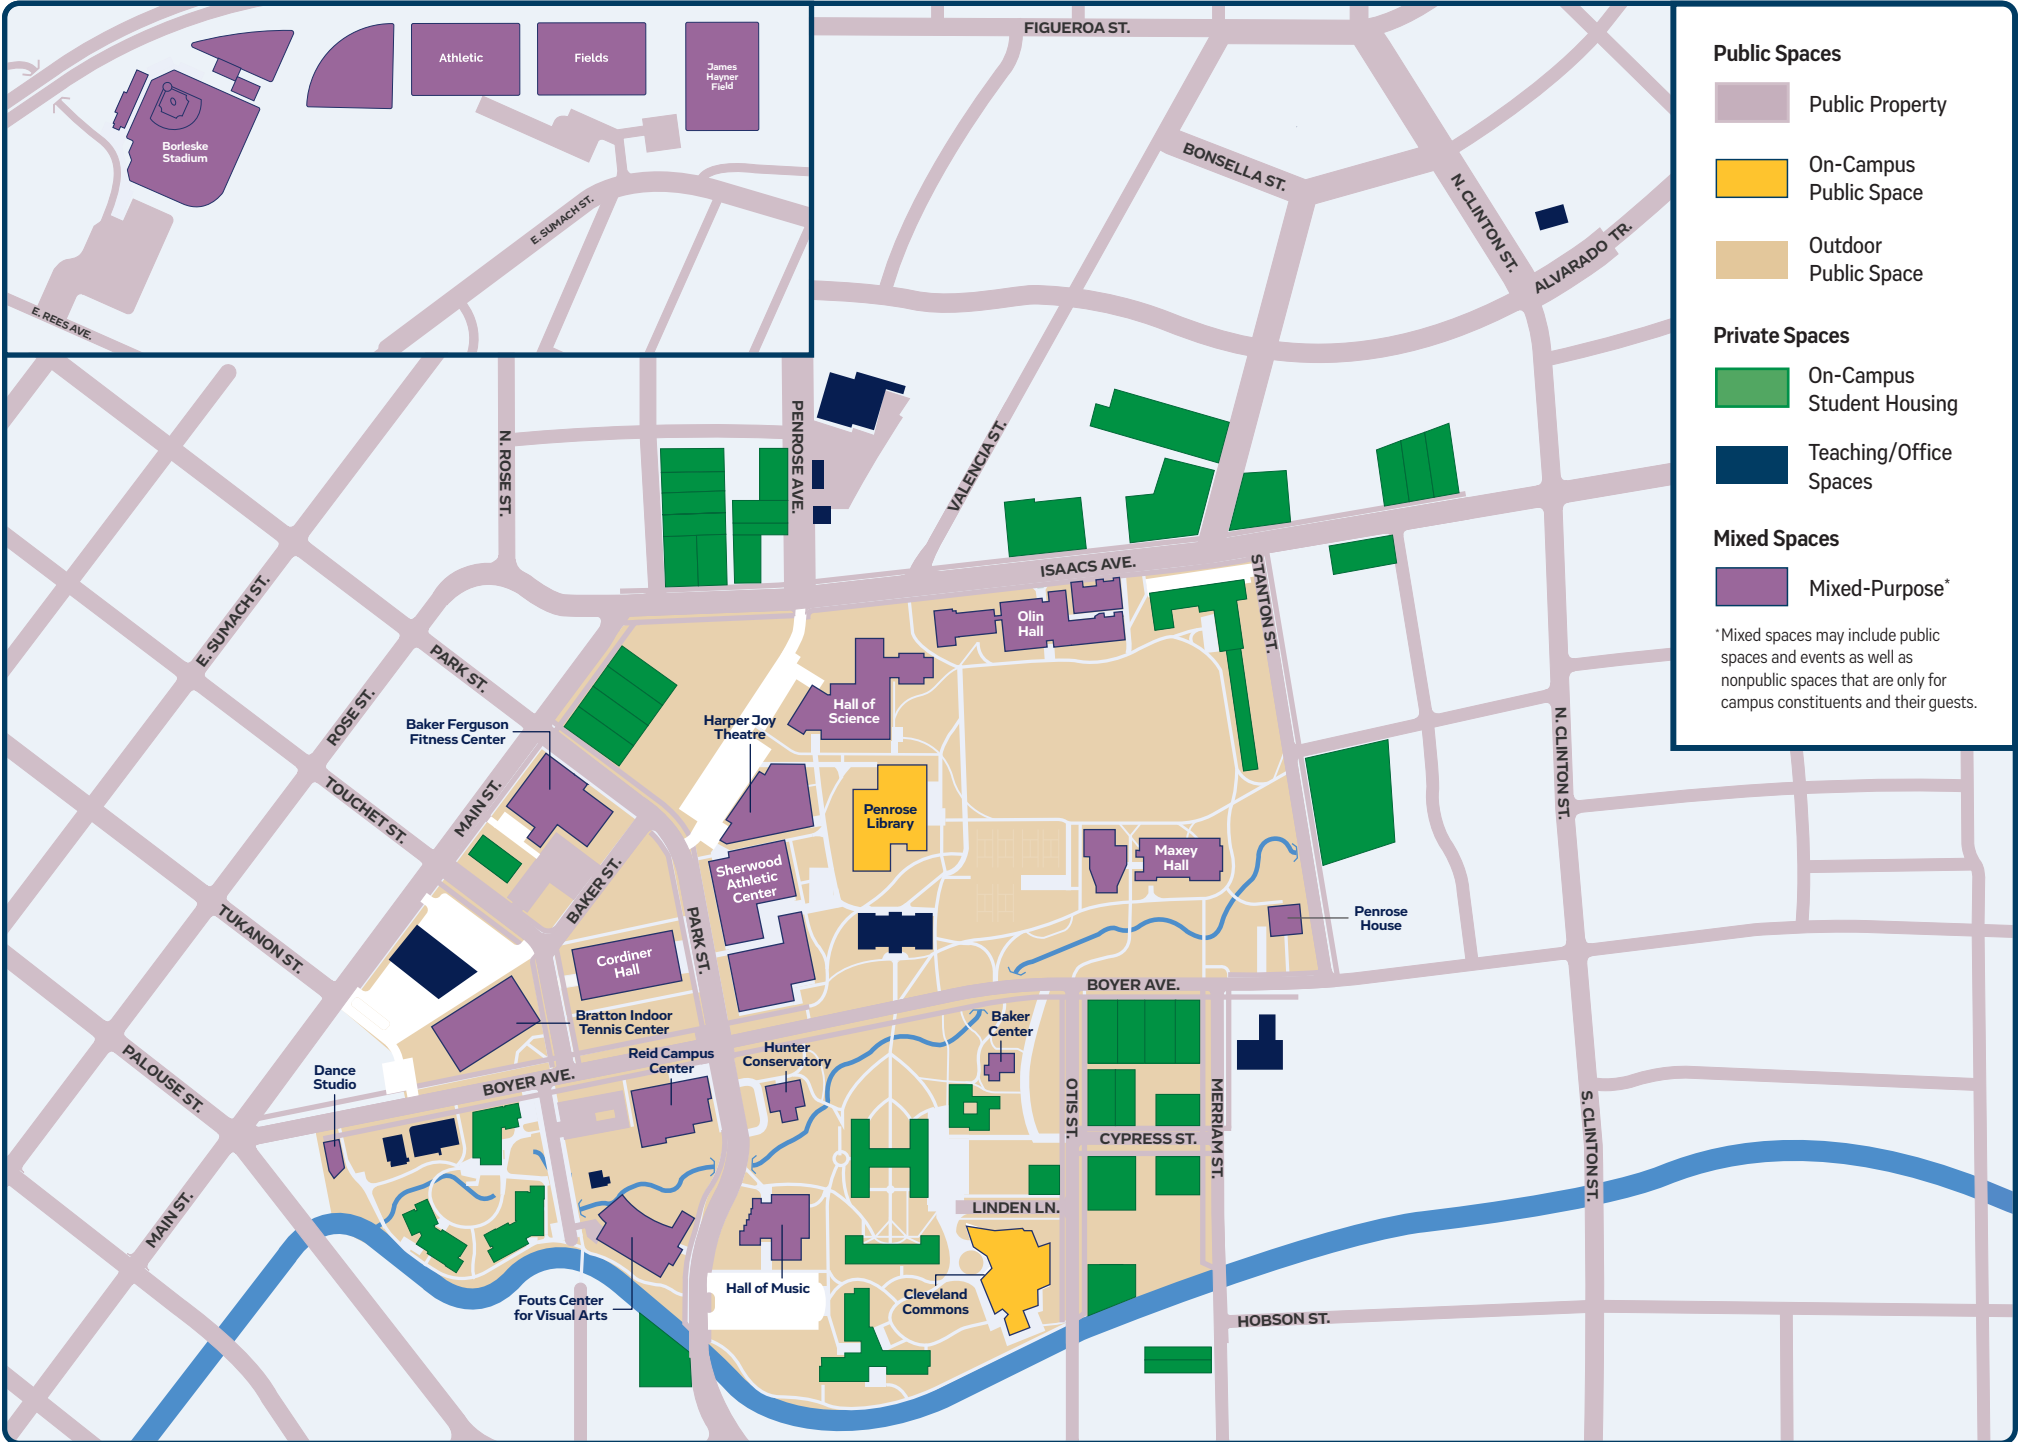 Athletic
Fields
James
Hayner
Field
Borleske
Stadium
E. SUMACH ST.
E. REES AVE.
FIGUEROA ST.
BONSELLA ST.
N. CLINTON ST.
ALVARADO TR.
Public Spaces
Public Property
On-Campus
Public Space
Outdoor
Public Space
Private Spaces
On-Campus
Student Housing
Teaching/Office
Spaces
Mixed Spaces
Mixed-Purpose*
*Mixed spaces may include public
spaces and events as well as
nonpublic spaces that are only for
campus constituents and their guests.
N. ROSE ST.
PENROSE AVE.
VALENCIA ST.
ISAACS AVE.
STANTON ST.
E. SUMACH ST.
PARK ST.
ROSE ST.
Olin
Hall
Hall of
Science
Harper Joy
Theatre
Baker Ferguson
Fitness Center
N. CLINTON ST.
TOUCHET ST.
MAIN ST.
Penrose
Library
Maxey
Hall
Sherwood
Athletic
Center
BAKER ST.
PARK ST.
TUKANON ST.
Penrose
House
Cordiner
Hall
BOYER AVE.
Bratton Indoor
Tennis Center
Baker
Center
Reid Campus
Center
Hunter
Conservatory
PALOUSE ST.
Dance
Studio
BOYER AVE.
OTIS ST.
MERRIAM ST.
CYPRESS ST.
S. CLINTON ST.
MAIN ST.
LINDEN LN.
Hall of Music
Cleveland
Commons
Fouts Center
for Visual Arts
HOBSON ST.